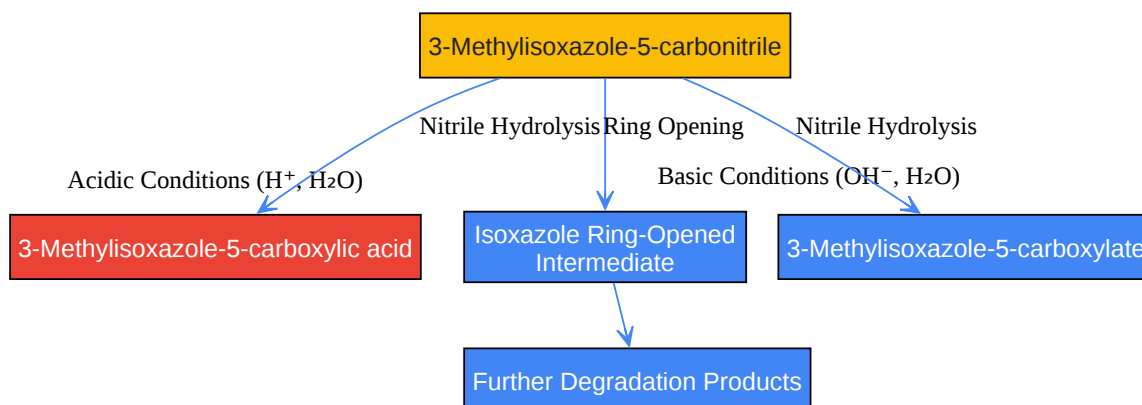 3-Methylisoxazole-5-carbonitrile
Nitrile Hydrolysis
Ring Opening
Nitrile Hydrolysis
Acidic Conditions (H⁺, H₂O)
Basic Conditions (OH⁻, H₂O)
3-Methylisoxazole-5-carboxylic acid
Isoxazole Ring-Opened
Intermediate
3-Methylisoxazole-5-carboxylate
Further Degradation Products